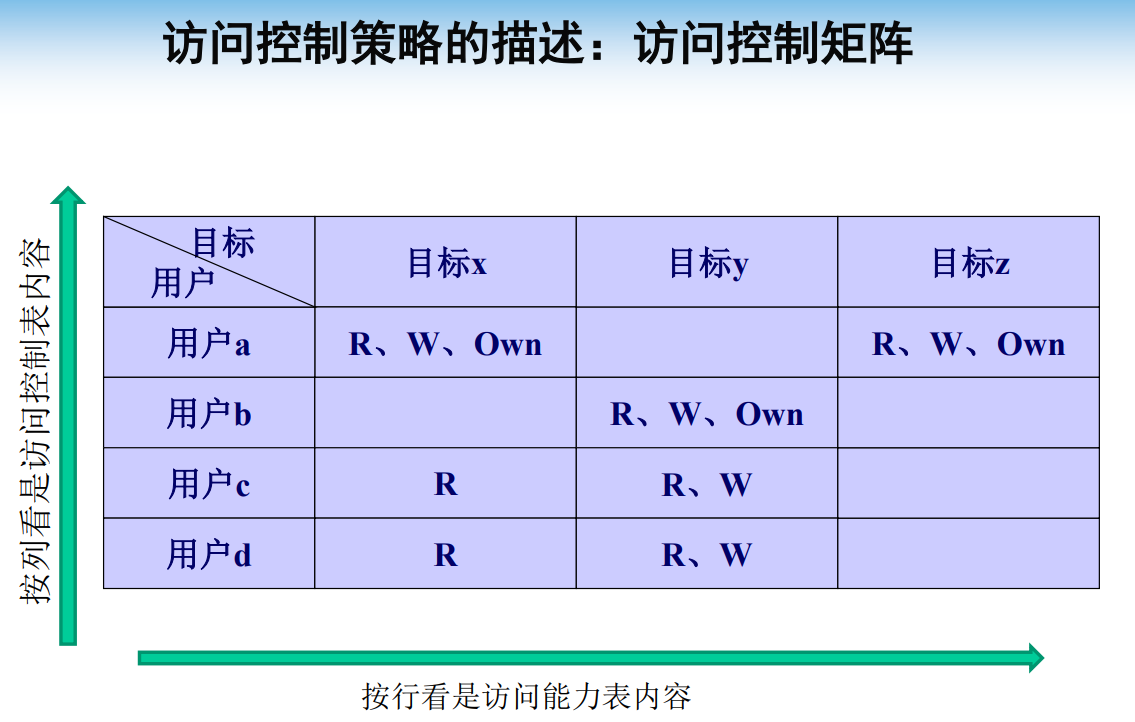 访问控制策略的描述：访问控制矩阵
按列看是访问控制表内容
目标
用户
目标x
目标y
目标z
用户a
R、W、Own
R、W、Own
用户b
R、W、Own
用户c
R
R、W
用户d
R
R、W
按行看是访问能力表内容